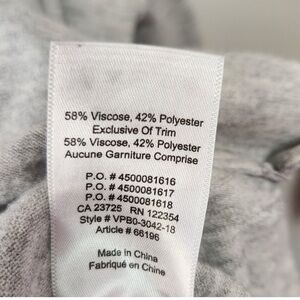 58% Viscose, 42% Polyester
Exclusive Of Trim
58% Viscose, 42% Polyester
Aucune Garniture Comprise
P.O. # 4500081616
P.O. # 4500081617
P.O. # 4500081618
CA 23725 RN 122354
Style # VPB0-3042-18
Article # 66196
Made in China
Fabriqué en Chine